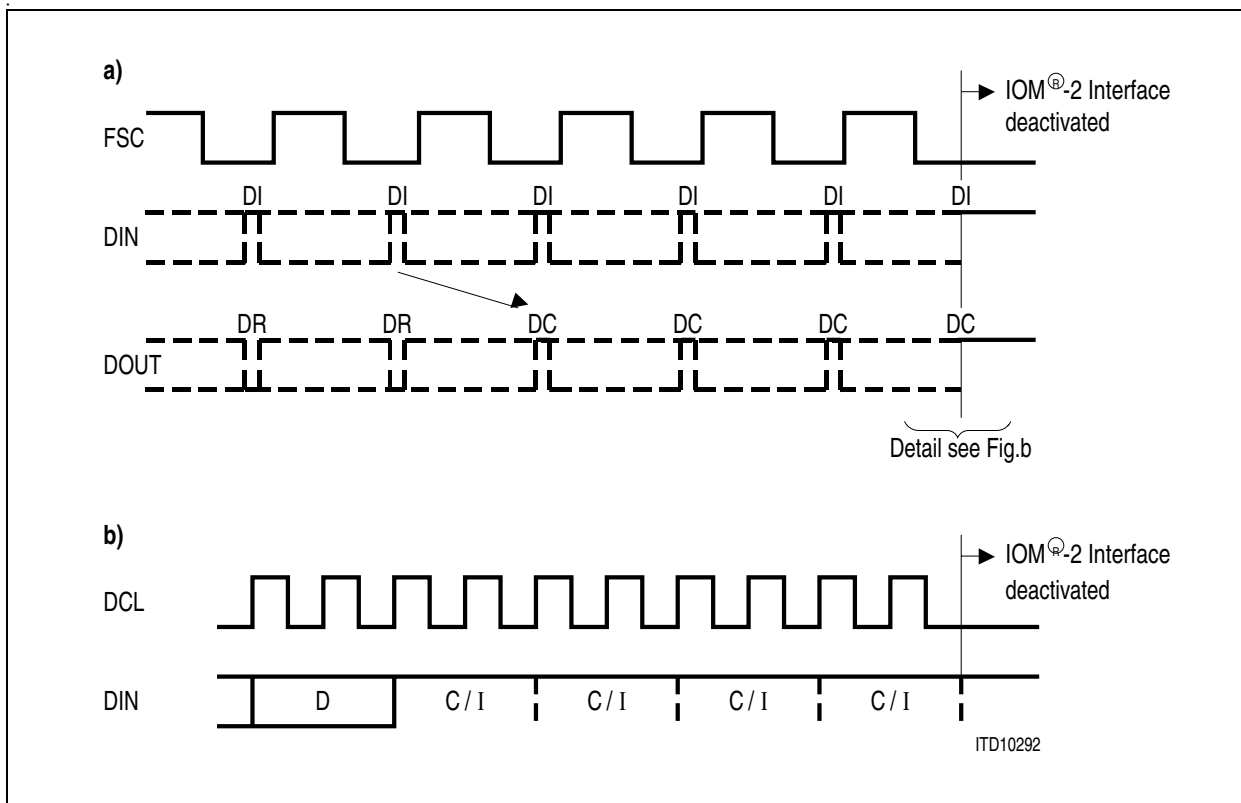 .
a)
IOM®-2 Interface
deactivated
FSC
DI DI DI DI DI DI
DIN
DR DR DC DC DC DC
DOUT
Detail see Fig.b
b)
IOM®-2 Interface
deactivated
DCL
DIN D C / I C / I C / I C / I
ITD10292